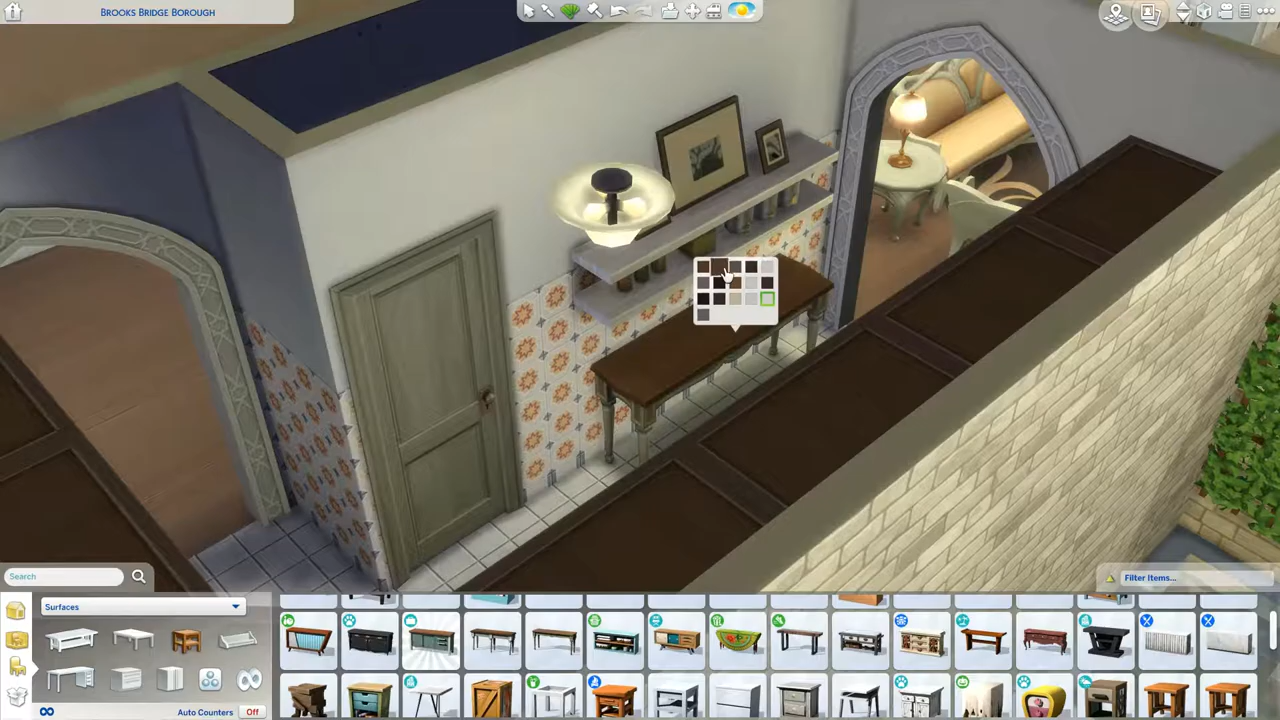 BROOKS BRIDGE BOROUGH
Search
Filter Items...
Surfaces
Auto Counters
Off